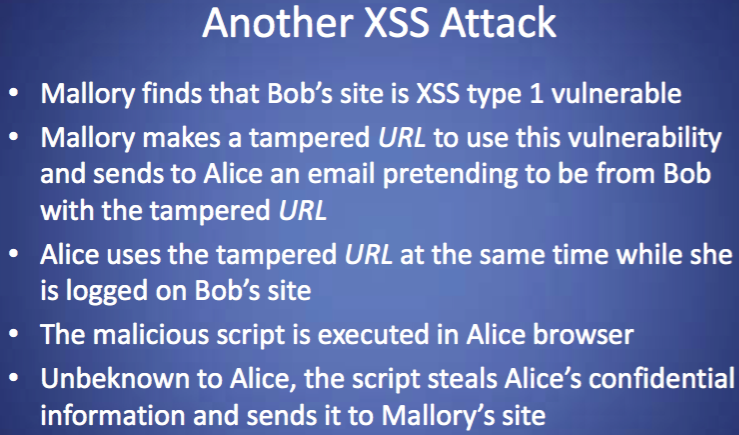 Another XSS Attack
• Mallory finds that Bob's site is XSS type 1 vulnerable
• Mallory makes a tampered URL to use this vulnerability
and sends to Alice an email pretending to be from Bob
with the tampered URL
• Alice uses the tampered URL at the same time while she
is logged on Bob's site
• The malicious script is executed in Alice browser
• Unbeknown to Alice, the script steals Alice's confidential
information and sends it to Mallory's site